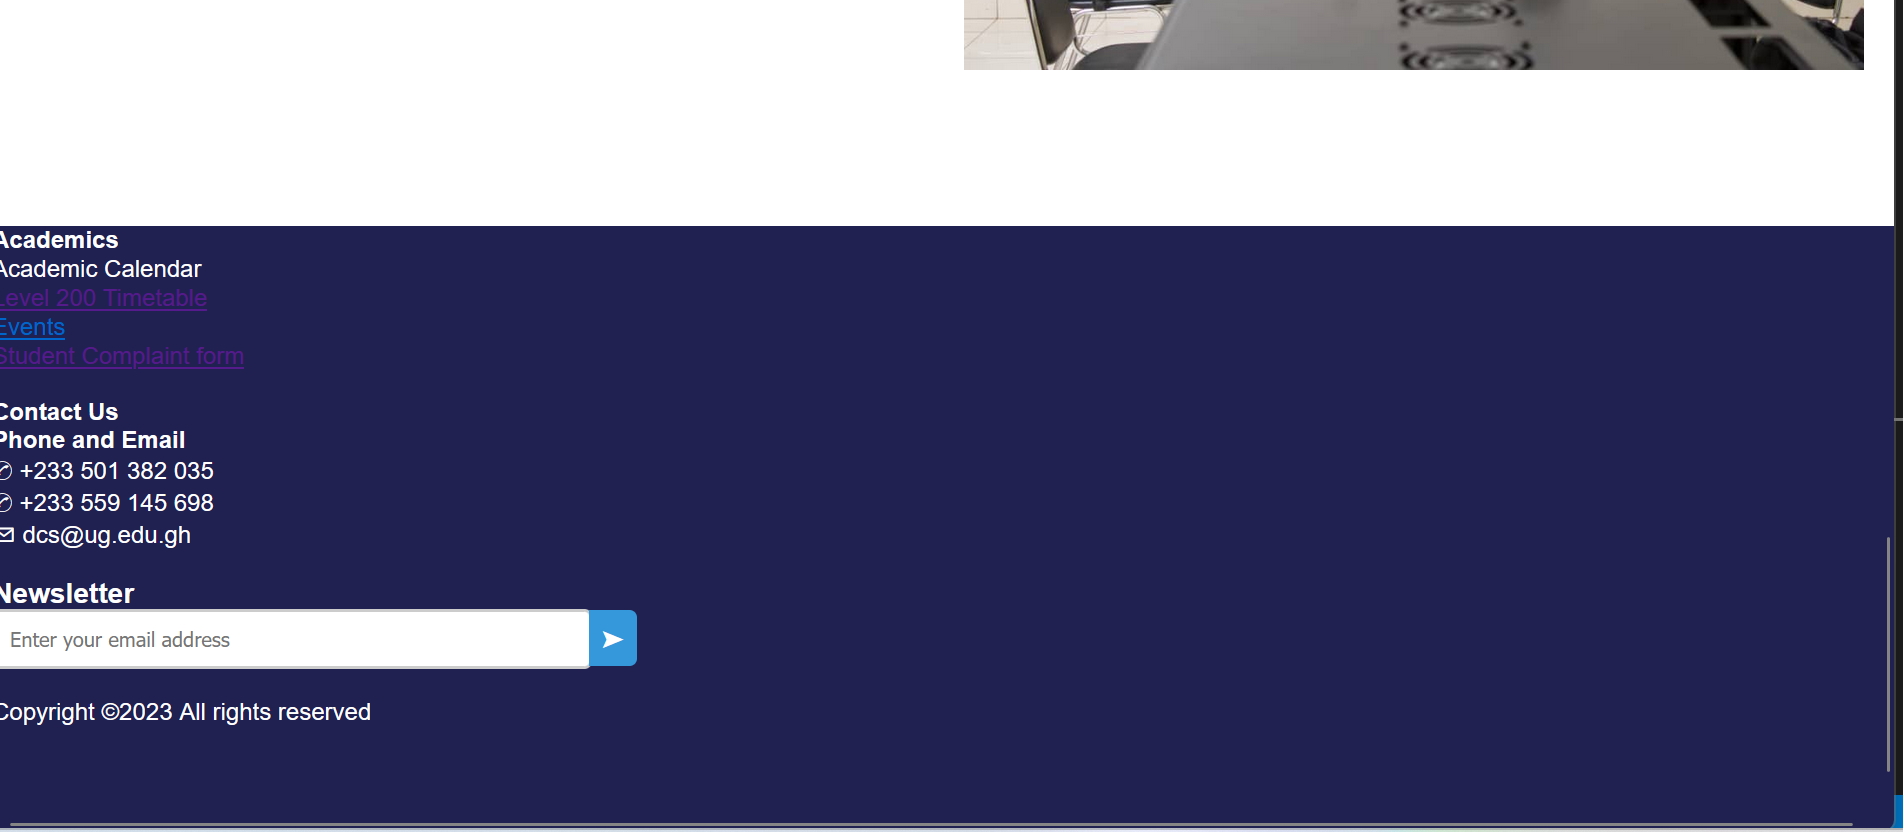 Academics
Academic Calendar
Level 200 Timetable
Events
Student Complaint form
Contact Us
Phone and Email
✆ +233 501 382 035
✆ +233 559 145 698
dcs@ug.edu.gh
Newsletter
Enter your email address
Copyright ©2023 All rights reserved